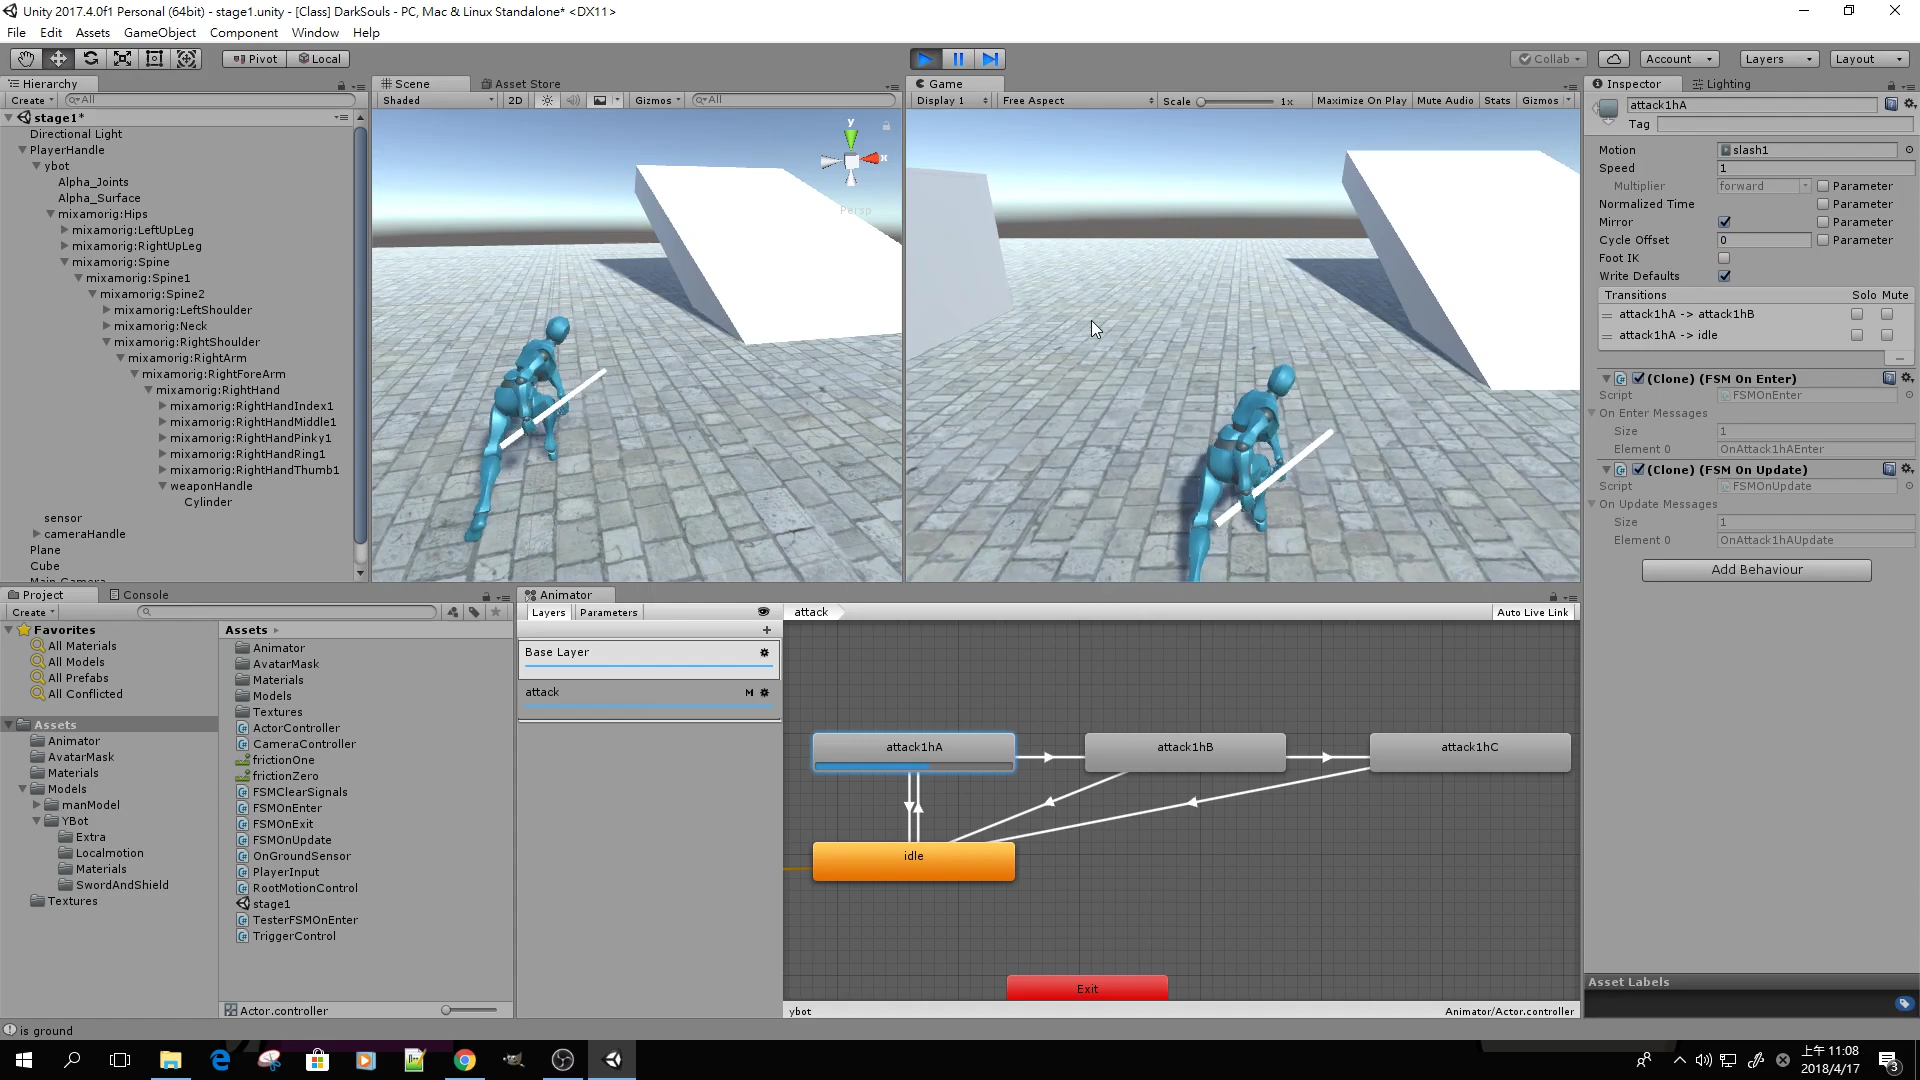 Unity 2017.4.0f1 Personal (64bit) - stage1.unity - [Class] DarkSouls - PC, Mac & Linux Standalone* <DX11>
File Edit Assets GameObject Component Window Help
Pivot Local Collab Account Layers Layout
Hierarchy
Create All
stage1*
Directional Light
PlayerHandle
ybot
Alpha_Joints
Alpha_Surface
mixamorig:Hips
mixamorig:LeftUpLeg
mixamorig:RightUpLeg
mixamorig:Spine
mixamorig:Spine1
mixamorig:Spine2
mixamorig:LeftShoulder
mixamorig:Neck
mixamorig:RightShoulder
mixamorig:RightArm
mixamorig:RightForeArm
mixamorig:RightHand
mixamorig:RightHandIndex1
mixamorig:RightHandMiddle1
mixamorig:RightHandPinky1
mixamorig:RightHandRing1
mixamorig:RightHandThumb1
weaponHandle
Cylinder
sensor
cameraHandle
Plane
Cube
Main Camera
Scene Asset Store
Shaded 2D Gizmos All
y
x
Persp
Game
Display 1 Free Aspect Scale 1x Maximize On Play Mute Audio Stats Gizmos
Inspector Lighting
attack1hA
Tag
Motion slash1
Speed 1
Multiplier forward Parameter
Normalized Time Parameter
Mirror Parameter
Cycle Offset 0 Parameter
Foot IK
Write Defaults
Transitions Solo Mute
attack1hA -> attack1hB
attack1hA -> idle
(Clone) (FSM On Enter)
Script FSMOnEnter
On Enter Messages
Size 1
Element 0 OnAttack1hAEnter
(Clone) (FSM On Update)
Script FSMOnUpdate
On Update Messages
Size 1
Element 0 OnAttack1hAUpdate
Add Behaviour
Asset Labels
Project Console
Create
Favorites
All Materials
All Models
All Prefabs
All Conflicted
Assets
Animator
AvatarMask
Materials
Models
manModel
YBot
Extra
Localmotion
Materials
SwordAndShield
Textures
Assets
Animator
AvatarMask
Materials
Models
Textures
ActorController
CameraController
frictionOne
frictionZero
FSMClearSignals
FSMOnEnter
FSMOnExit
FSMOnUpdate
OnGroundSensor
PlayerInput
RootMotionControl
stage1
TesterFSMOnEnter
TriggerControl
Actor.controller
Animator
Layers Parameters
attack Auto Live Link
Base Layer
attack M
attack1hA
attack1hB
attack1hC
idle
Exit
ybot Animator/Actor.controller
is ground
上午 11:08
2018/4/17
3